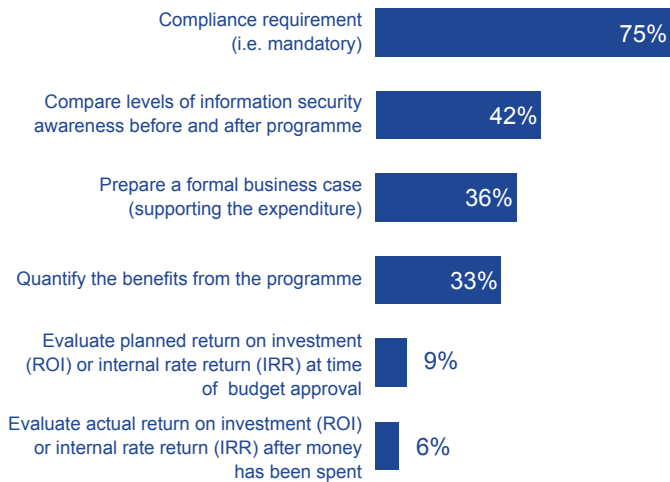 Compliance requirement
(i.e. mandatory)
75%
Compare levels of information security
awareness before and after programme
42%
Prepare a formal business case
(supporting the expenditure)
36%
Quantify the benefits from the programme
33%
Evaluate planned return on investment
(ROI) or internal rate return (IRR) at time
of budget approval
9%
Evaluate actual return on investment (ROI)
or internal rate return (IRR) after money
has been spent
6%